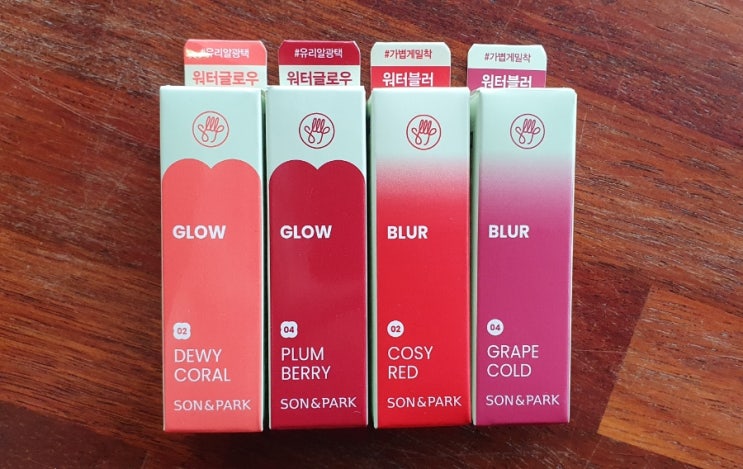 #유리알광택
워터글로우
GLOW
02
DEWY
CORAL
SON&PARK
#유리알광택
워터글로우
GLOW
04
PLUM
BERRY
SON&PARK
#가볍게밀착
워터블러
BLUR
02
COSY
RED
SON&PARK
#가볍게밀착
워터블러
BLUR
04
GRAPE
COLD
SON&PARK